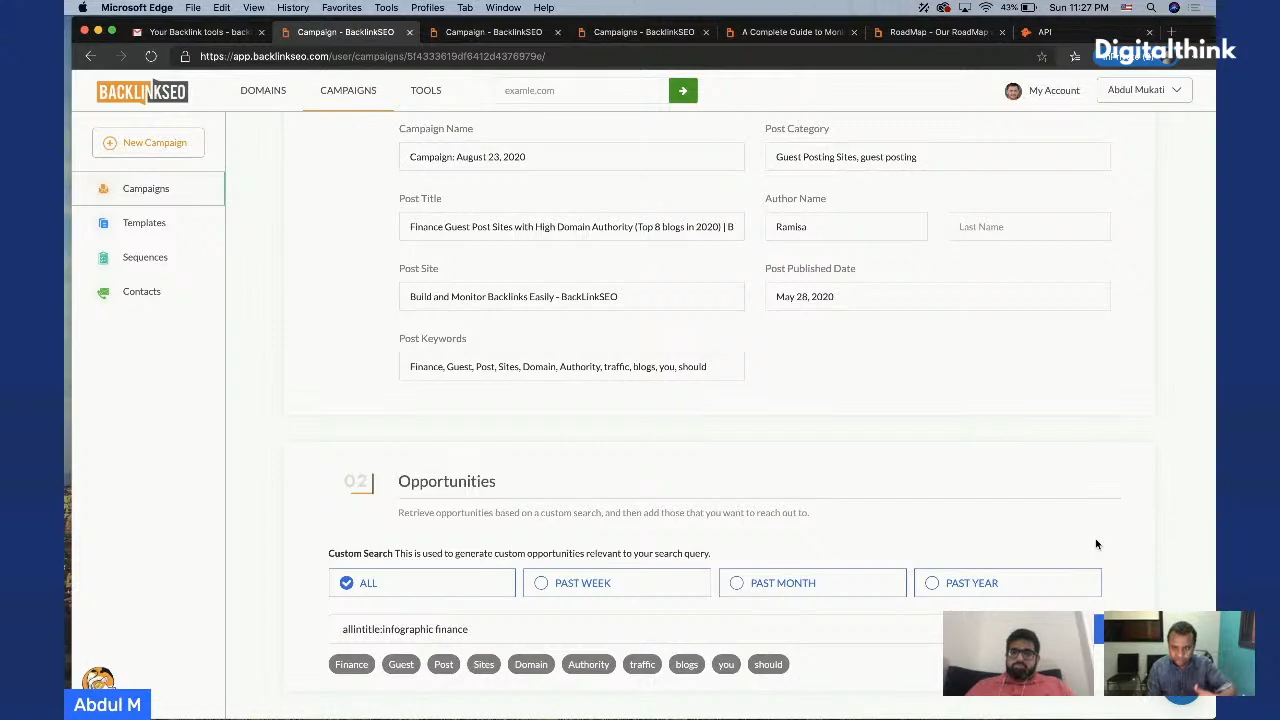 Microsoft Edge File Edit View History Favorites Profiles Tab Window Help 43% Sun 11:27 PM
Your Backlink tools - back
Campaign - BacklinkSEO
Campaign - BacklinkSEO
Campaigns - BacklinkSEO
A Complete Guide to Moni
RoadMap - Our RoadMap
API
Digitalthink
https://app.backlinkseo.com/user/campaigns/5f4333619df6412d4376979e/
BACKLINKSEO
DOMAINS CAMPAIGNS TOOLS
examle.com
My Account
Abdul Mukati
New Campaign
Campaigns
Templates
Sequences
Contacts
Campaign Name
Campaign: August 23, 2020
Post Category
Guest Posting Sites, guest posting
Post Title
Finance Guest Post Sites with High Domain Authority (Top 8 blogs in 2020) | B
Author Name
Ramisa
Last Name
Post Site
Build and Monitor Backlinks Easily - BackLinkSEO
Post Published Date
May 28, 2020
Post Keywords
Finance, Guest, Post, Sites, Domain, Authority, traffic, blogs, you, should
02
Opportunities
Retrieve opportunities based on a custom search, and then add those that you want to reach out to.
Custom Search This is used to generate custom opportunities relevant to your search query.
ALL
PAST WEEK
PAST MONTH
PAST YEAR
allintitle:infographic finance
Finance Guest Post Sites Domain Authority traffic blogs you should
Abdul M